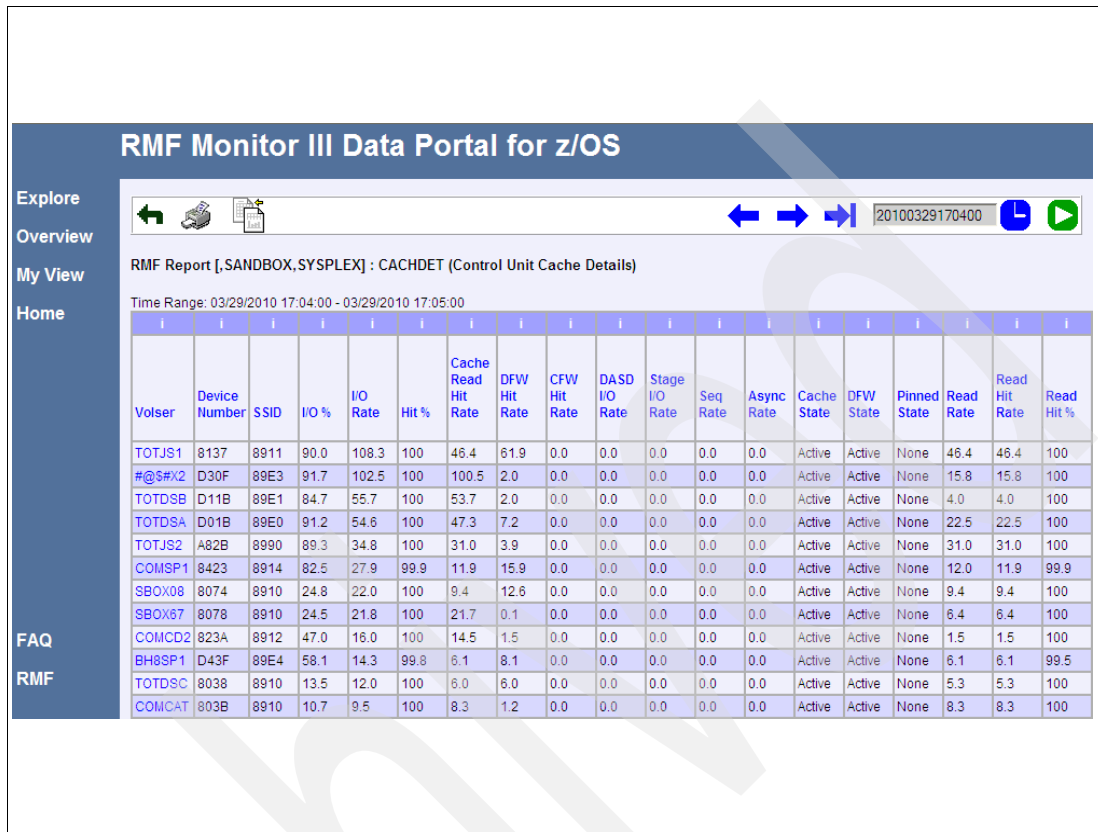 RMF Monitor III Data Portal for z/OS
Explore
Overview
My View
Home
FAQ
RMF
20100329170400
RMF Report [,SANDBOX,SYSPLEX] : CACHDET (Control Unit Cache Details)
Time Range: 03/29/2010 17:04:00 - 03/29/2010 17:05:00
i i i i i i i i i i i i i i i i i i i
Volser Device Number SSID I/O % I/O Rate Hit % Cache Read Hit Rate DFW Hit Rate CFW Hit Rate DASD I/O Rate Stage I/O Rate Seq Rate Async Rate Cache State DFW State Pinned State Read Rate Read Hit Rate Read Hit %
TOTJS1 8137 8911 90.0 108.3 100 46.4 61.9 0.0 0.0 0.0 0.0 0.0 Active Active None 46.4 46.4 100
#@$#X2 D30F 89E3 91.7 102.5 100 100.5 2.0 0.0 0.0 0.0 0.0 0.0 Active Active None 15.8 15.8 100
TOTDSB D11B 89E1 84.7 55.7 100 53.7 2.0 0.0 0.0 0.0 0.0 0.0 Active Active None 4.0 4.0 100
TOTDSA D01B 89E0 91.2 54.6 100 47.3 7.2 0.0 0.0 0.0 0.0 0.0 Active Active None 22.5 22.5 100
TOTJS2 A82B 8990 89.3 34.8 100 31.0 3.9 0.0 0.0 0.0 0.0 0.0 Active Active None 31.0 31.0 100
COMSP1 8423 8914 82.5 27.9 99.9 11.9 15.9 0.0 0.0 0.0 0.0 0.0 Active Active None 12.0 11.9 99.9
SBOX08 8074 8910 24.8 22.0 100 9.4 12.6 0.0 0.0 0.0 0.0 0.0 Active Active None 9.4 9.4 100
SBOX67 8078 8910 24.5 21.8 100 21.7 0.1 0.0 0.0 0.0 0.0 0.0 Active Active None 6.4 6.4 100
COMCD2 823A 8912 47.0 16.0 100 14.5 1.5 0.0 0.0 0.0 0.0 0.0 Active Active None 1.5 1.5 100
BH8SP1 D43F 89E4 58.1 14.3 99.8 6.1 8.1 0.0 0.0 0.0 0.0 0.0 Active Active None 6.1 6.1 99.5
TOTDSC 8038 8910 13.5 12.0 100 6.0 6.0 0.0 0.0 0.0 0.0 0.0 Active Active None 5.3 5.3 100
COMCAT 803B 8910 10.7 9.5 100 8.3 1.2 0.0 0.0 0.0 0.0 0.0 Active Active None 8.3 8.3 100